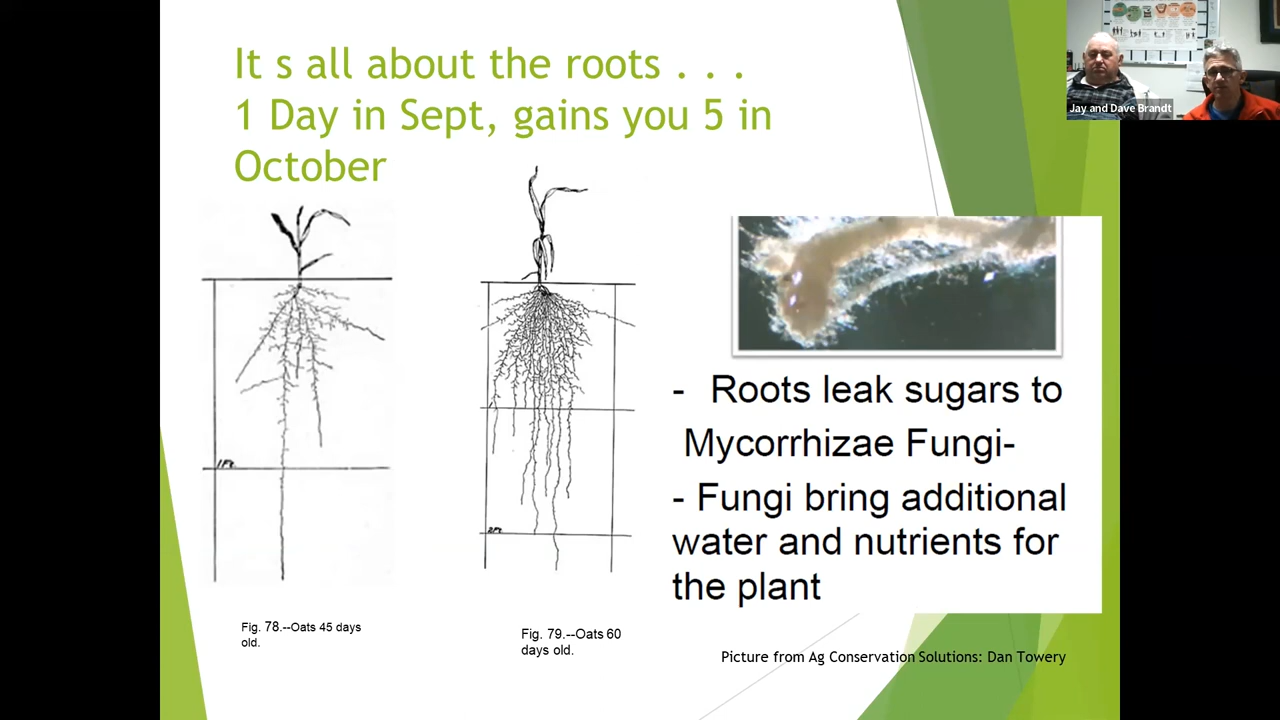 It s all about the roots . . .
1 Day in Sept, gains you 5 in
October
Jay and Dave Brandt
1Ft.
2Ft.
- Roots leak sugars to
Mycorrhizae Fungi-
- Fungi bring additional
water and nutrients for
the plant
Fig. 78.--Oats 45 days
old.
Fig. 79.--Oats 60
days old.
Picture from Ag Conservation Solutions: Dan Towery